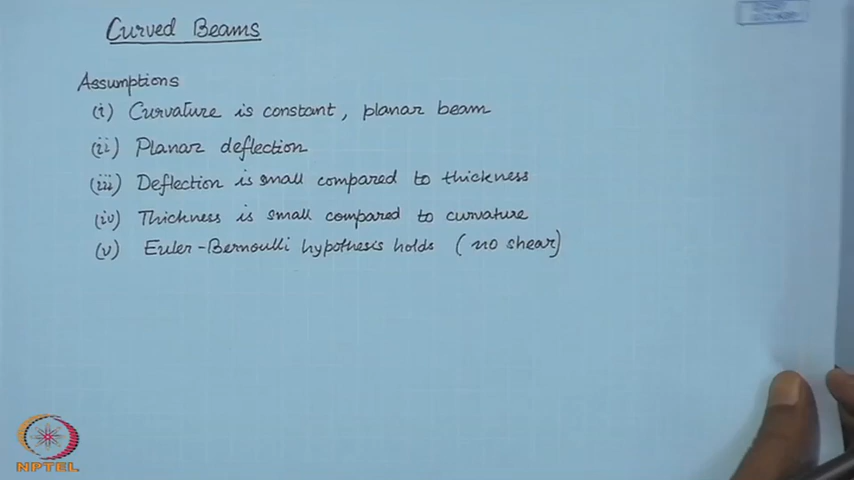 Curved Beams
Assumptions
(i) Curvature is constant, planar beam
(ii) Planar deflection
(iii) Deflection is small compared to thickness
(iv) Thickness is small compared to curvature
(v) Euler-Bernoulli hypothesis holds (no shear)
NPTEL